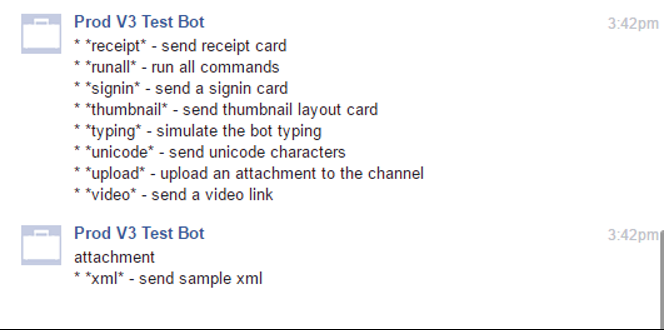 Prod V3 Test Bot 3:42pm
* *receipt* - send receipt card
* *runall* - run all commands
* *signin* - send a signin card
* *thumbnail* - send thumbnail layout card
* *typing* - simulate the bot typing
* *unicode* - send unicode characters
* *upload* - upload an attachment to the channel
* *video* - send a video link
Prod V3 Test Bot 3:42pm
attachment
* *xml* - send sample xml